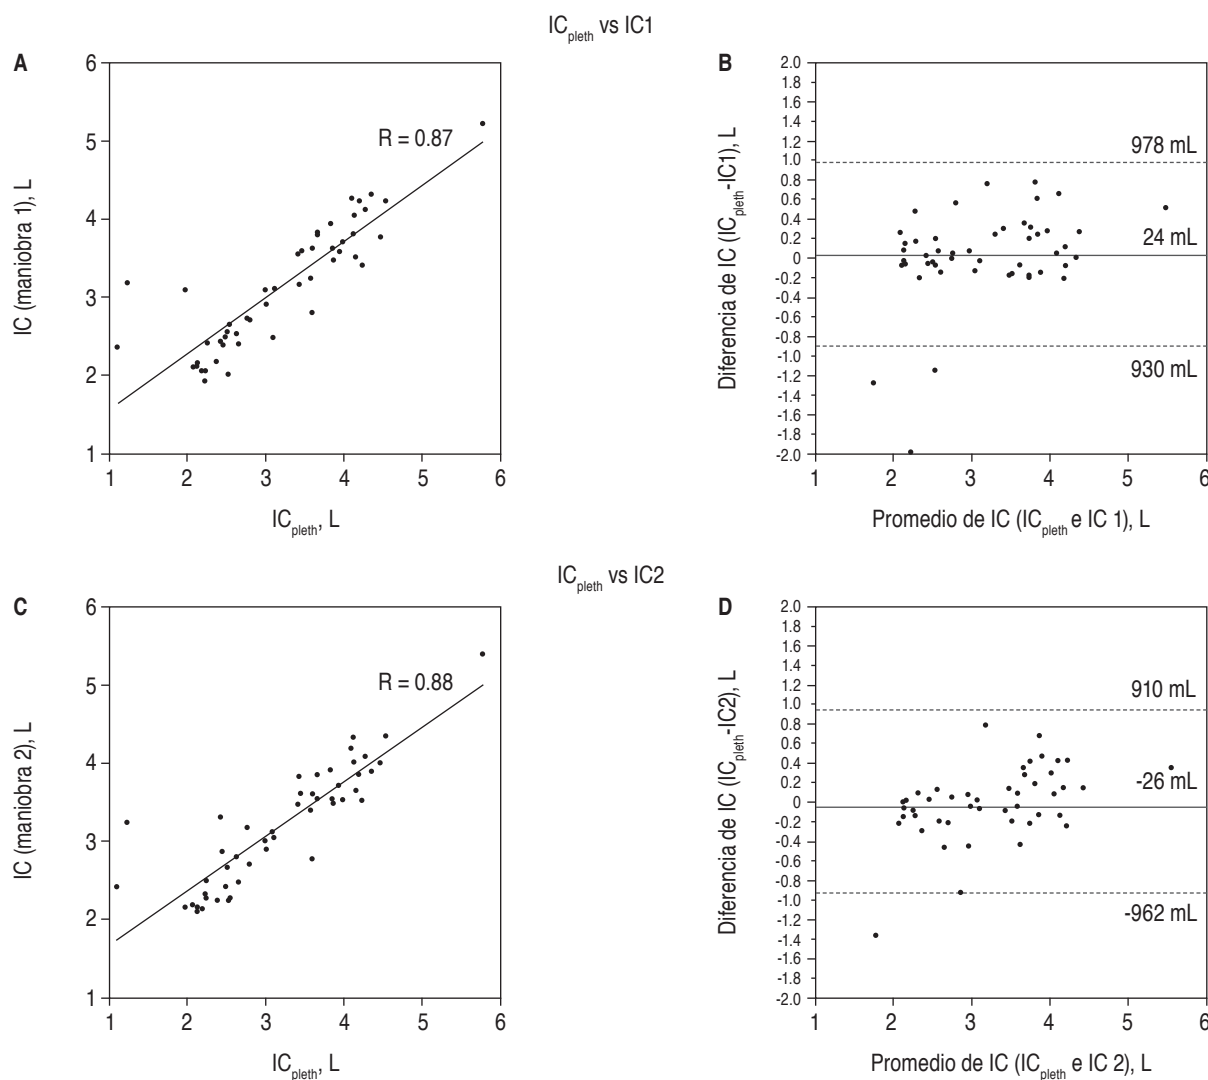 ICpleth vs IC1
A
6
5
4
3
2
1
IC (maniobra 1), L
R = 0.87
1 2 3 4 5 6
ICpleth, L
B
2.0
1.8
1.6
1.4
1.2
1.0
0.8
0.6
0.4
0.2
0
-0.2
-0.4
-0.6
-0.8
-1.0
-1.2
-1.4
-1.6
-1.8
-2.0
Diferencia de IC (ICpleth-IC1), L
978 mL
24 mL
930 mL
1 2 3 4 5 6
Promedio de IC (ICpleth e IC 1), L
ICpleth vs IC2
C
6
5
4
3
2
1
IC (maniobra 2), L
R = 0.88
1 2 3 4 5 6
ICpleth, L
D
2.0
1.8
1.6
1.4
1.2
1.0
0.8
0.6
0.4
0.2
0
-0.2
-0.4
-0.6
-0.8
-1.0
-1.2
-1.4
-1.6
-1.8
-2.0
Diferencia de IC (ICpleth-IC2), L
910 mL
-26 mL
-962 mL
1 2 3 4 5 6
Promedio de IC (ICpleth e IC 2), L